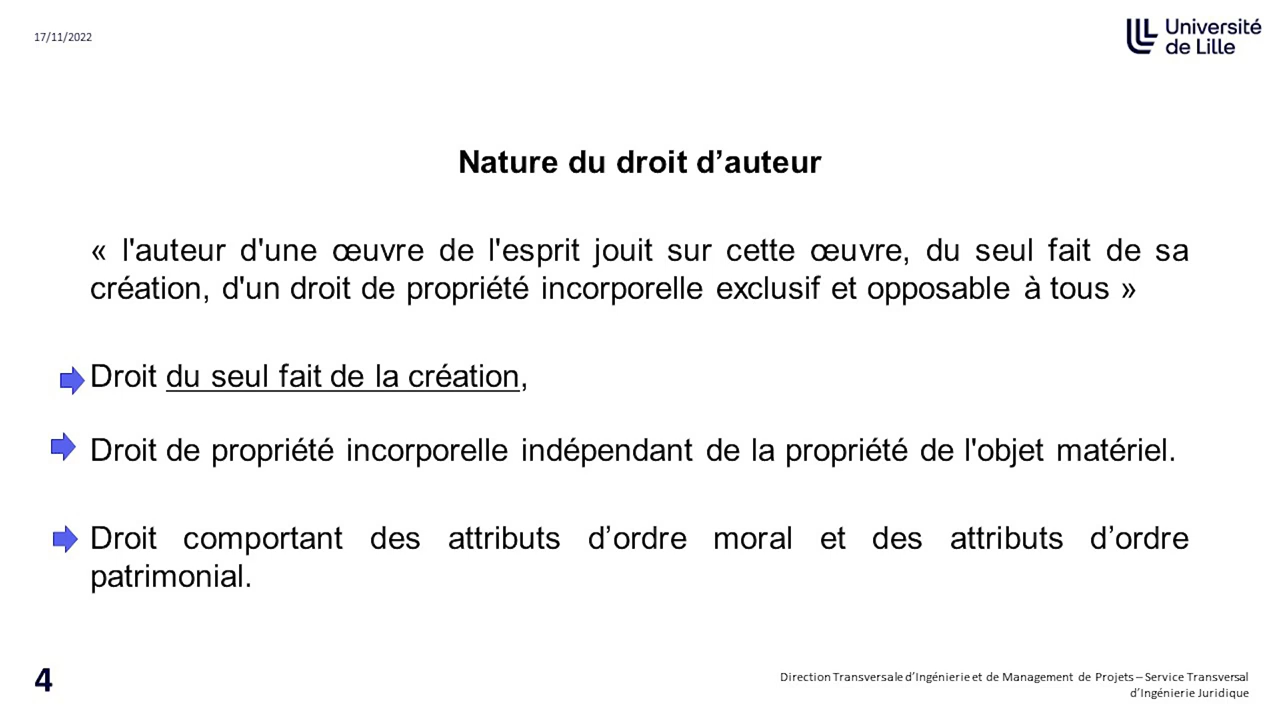 17/11/2022
Université
de Lille
Nature du droit d’auteur
« l'auteur d'une œuvre de l'esprit jouit sur cette œuvre, du seul fait de sa
création, d'un droit de propriété incorporelle exclusif et opposable à tous »
Droit du seul fait de la création,
Droit de propriété incorporelle indépendant de la propriété de l'objet matériel.
Droit comportant des attributs d’ordre moral et des attributs d’ordre
patrimonial.
4
Direction Transversale d’Ingénierie et de Management de Projets – Service Transversal
d’Ingénierie Juridique